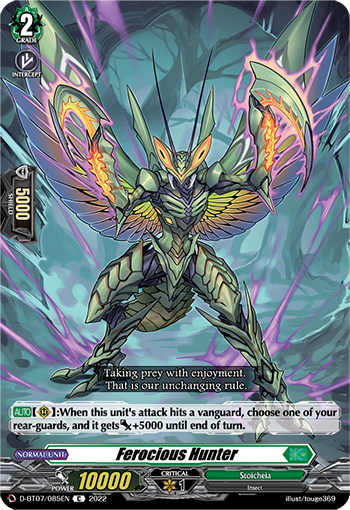 2
GRADE
INTERCEPT
5000
SHIELD
Taking prey with enjoyment.
That is our unchanging rule.
AUTO【 】:When this unit's attack hits a vanguard, choose one of your
rear-guards, and it gets +5000 until end of turn.
NORMAL UNIT
Ferocious Hunter
POWER
10000
CRITICAL
1
Stoicheia
Insect
D-BT07/085EN C 2022
illust/touge369